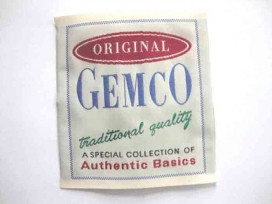 ORIGINAL
GEMCO
traditional quality
A SPECIAL COLLECTION OF
Authentic Basics